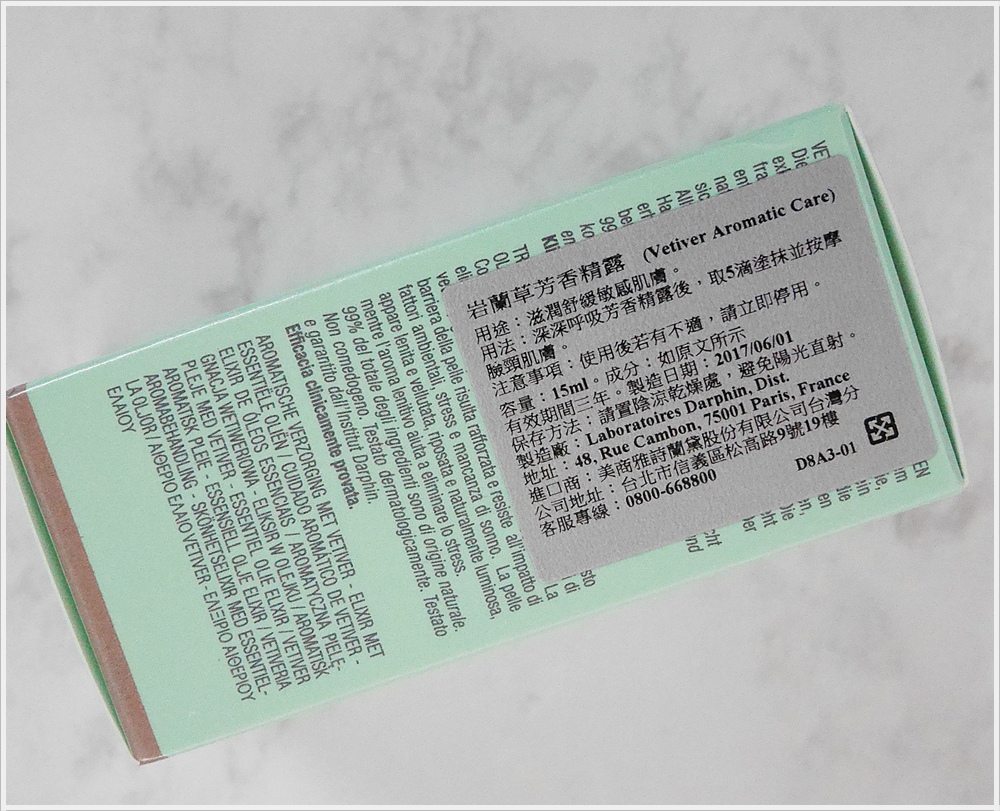 岩蘭草芳香精露 (Vetiver Aromatic Care)
用途：滋潤舒緩敏感肌膚。
用法：深深呼吸芳香精露後，取5滴塗抹並按摩
臉頸肌膚。
注意事項：使用後若有不適，請立即停用。
容量：15ml。成分：如原文所示
有效期間三年。製造日期：2017/06/01
保存方法：請置陰涼乾燥處，避免陽光直射。
製造廠：Laboratoires Darphin, Dist.
地址：48, Rue Cambon, 75001 Paris, France
進口商：美商雅詩蘭黛股份有限公司台灣分
公司地址：台北市信義區松高路9號19樓
客服專線：0800-668800
D8A3-01
barriera della pelle risulta rafforzata e resiste all'impatto di
fattori ambientali, stress e mancanza di sonno. La pelle
appare lenita e vellutata, riposata e naturalmente luminosa,
mentre l'aroma lenitivo aiuta a eliminare lo stress.
99% del totale degli ingredienti sono di origine naturale.
Non comedogeno. Testato dermatologicamente. Testato
e garantito dall'Institut Darphin.
Efficacia clinicamente provata.
AROMATISCHE VERZORGING MET VETIVER - ELIXIR MET
ESSENTIËLE OLIËN / CUIDADO AROMÁTICO DE VETIVER -
ELIXIR DE ÓLEOS ESSENCIAIS / AROMATYCZNA PIELĘ-
GNACJA WETIWEROWA - ELIKSIR W OLEJKU / AROMATISK
PLEJE MED VETIVER - ESSENTIEL OLIE ELIXIR / VETIVER
AROMATISK PLEIE - ESSENSIELL OLJE ELIXIR / VETIVERIA
AROMABEHANDLING - SKÖNHETSELIXIR MED ESSENTIEL-
LA OLJOR / ΑΙΘΕΡΙΟ ΕΛΑΙΟ VETIVER - ΕΛΙΞΙΡΙΟ ΑΙΘΕΡΙΟΥ
ΕΛΑΙΟΥ